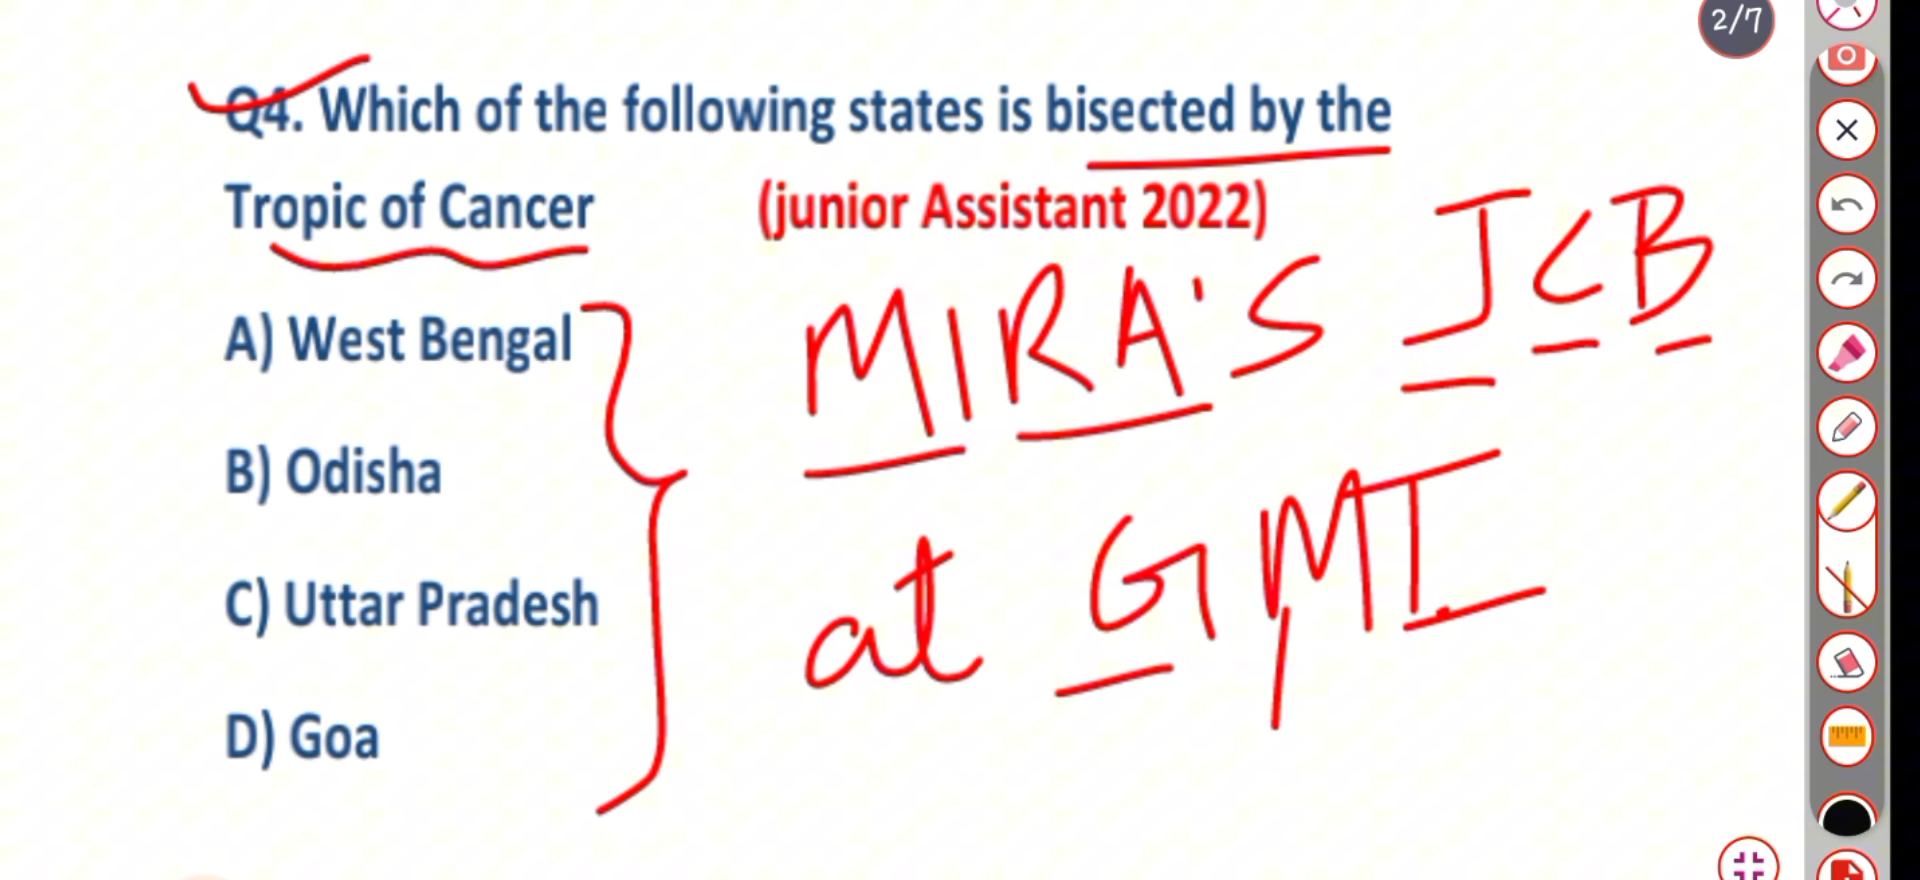 2/7
Q4. Which of the following states is bisected by the
Tropic of Cancer (junior Assistant 2022)
A) West Bengal
B) Odisha
C) Uttar Pradesh
D) Goa
MIRA'S JCB
at GMT